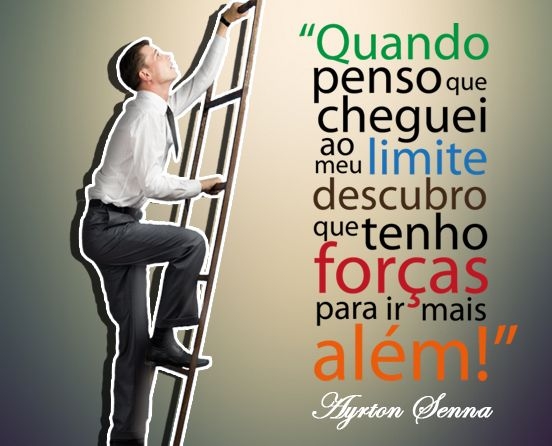 “Quando
penso que
cheguei
ao
meu limite
descubro
que tenho
forças
para ir mais
além!”
Ayrton Senna